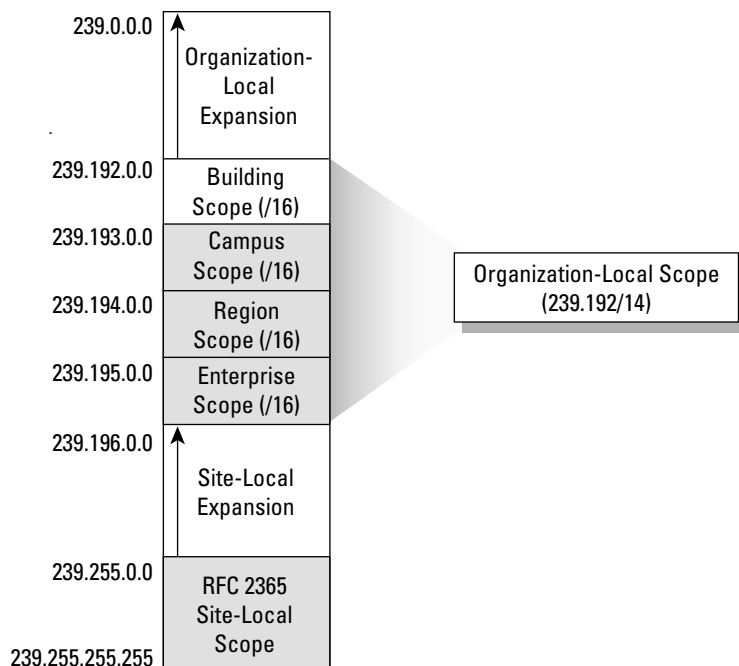 239.0.0.0
Organization-
Local
Expansion
239.192.0.0
Building
Scope (/16)
239.193.0.0
Campus
Scope (/16)
239.194.0.0
Region
Scope (/16)
239.195.0.0
Enterprise
Scope (/16)
Organization-Local Scope
(239.192/14)
239.196.0.0
Site-Local
Expansion
239.255.0.0
RFC 2365
Site-Local
Scope
239.255.255.255